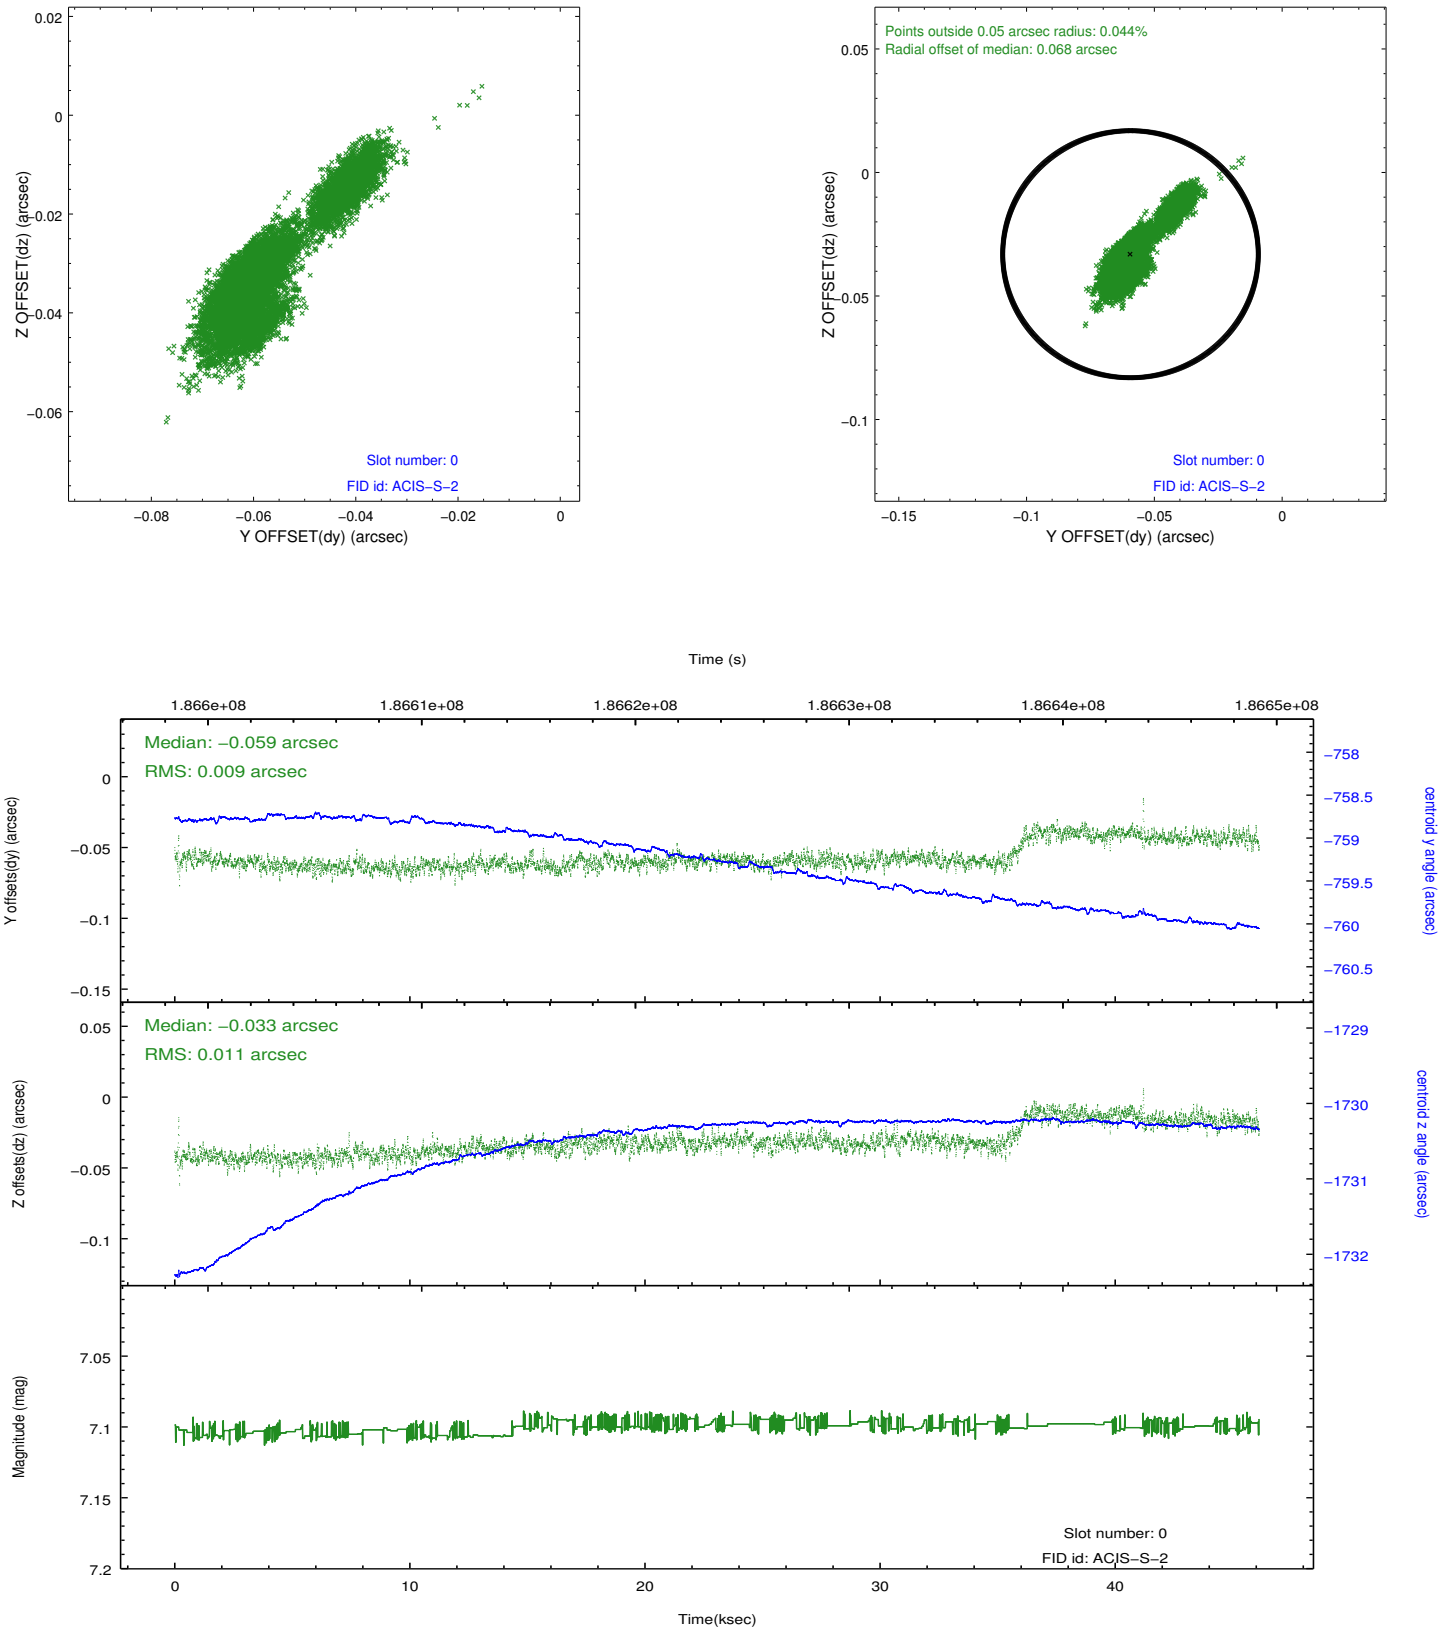 0.02
0
−0.02
−0.04
−0.06
Z OFFSET(dz) (arcsec)
Slot number: 0
FID id: ACIS−S−2
−0.08
−0.06
−0.04
−0.02
0
Y OFFSET(dy) (arcsec)
Points outside 0.05 arcsec radius: 0.044%
Radial offset of median: 0.068 arcsec
0.05
0
−0.05
−0.1
Z OFFSET(dz) (arcsec)
Slot number: 0
FID id: ACIS−S−2
−0.15
−0.1
−0.05
0
Y OFFSET(dy) (arcsec)
Time (s)
1.866e+08
1.8661e+08
1.8662e+08
1.8663e+08
1.8664e+08
1.8665e+08
Median: −0.059 arcsec
RMS: 0.009 arcsec
0
−0.05
−0.1
−0.15
Y offsets(dy) (arcsec)
−758
−758.5
−759
−759.5
−760
−760.5
centroid y angle (arcsec)
Median: −0.033 arcsec
RMS: 0.011 arcsec
0.05
0
−0.05
−0.1
Z offsets(dz) (arcsec)
−1729
−1730
−1731
−1732
centroid z angle (arcsec)
7.05
7.1
7.15
7.2
Magnitude (mag)
Slot number: 0
FID id: ACIS−S−2
0
10
20
30
40
Time(ksec)